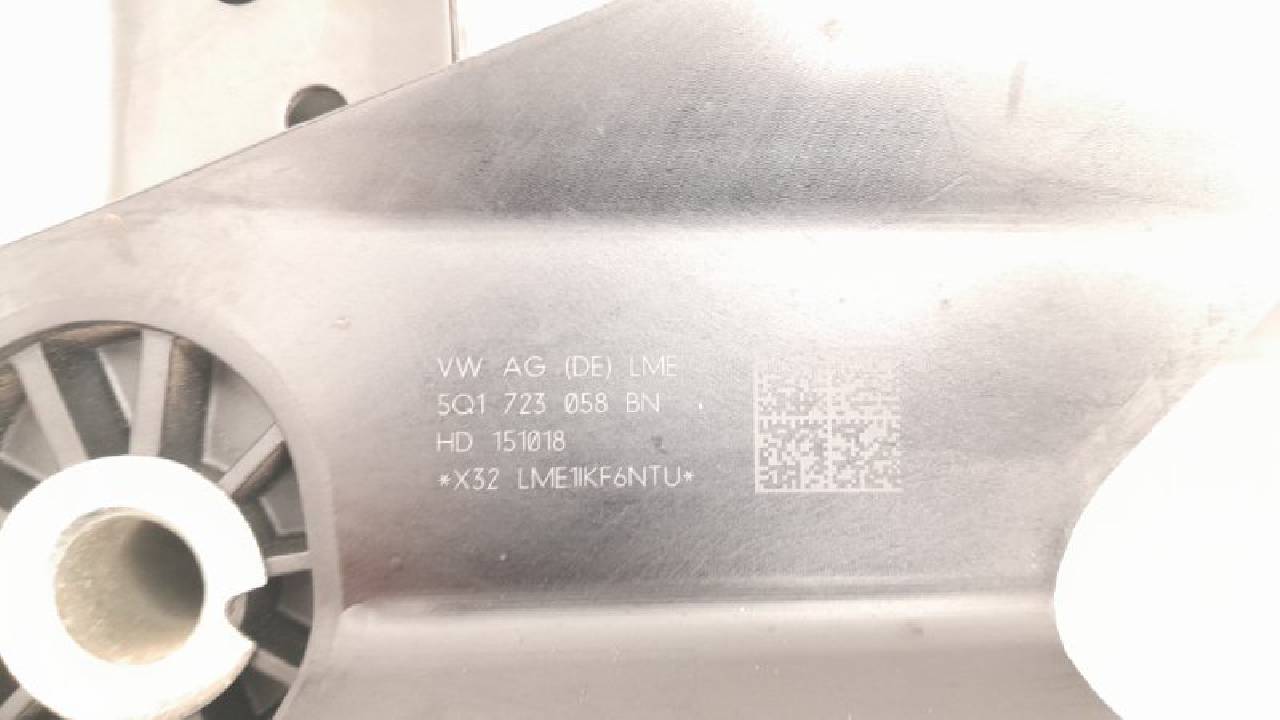 VW AG (DE) LME
5Q1 723 058 BN
HD 151018
*X32 LME1IKF6NTU*